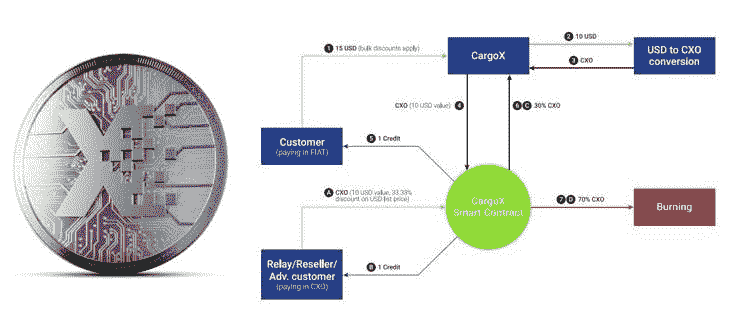 1 15 USD (bulk discounts apply)
CargoX
2 10 USD
3 CXO
USD to CXO
conversion
CXO (10 USD value) 4
6 C 30% CXO
Customer
(paying in FIAT)
5 1 Credit
A CXO (10 USD value, 33.33%
discount on USD list price)
CargoX
Smart Contract
7 D 70% CXO
Burning
Relay/Reseller/
Adv. customer
(paying in CXO)
B 1 Credit